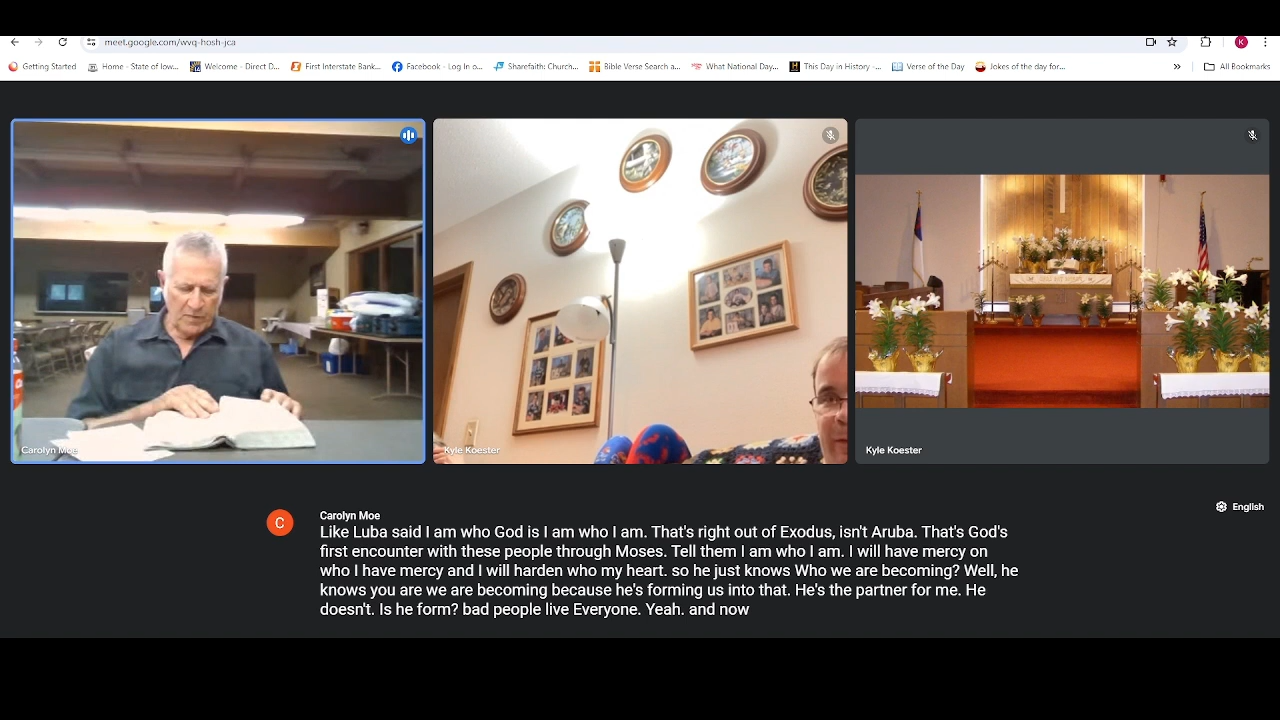 meet.google.com/wvq-hosh-jca
K
Getting Started
Home - State of Iow...
Welcome - Direct D...
First Interstate Bank...
Facebook - Log In o...
Sharefaith: Church...
Bible Verse Search a...
What National Day...
This Day in History -...
Verse of the Day
Jokes of the day for...
»
All Bookmarks
Carolyn Moe
Kyle Koester
Kyle Koester
English
C
Carolyn Moe
Like Luba said I am who God is I am who I am. That's right out of Exodus, isn't Aruba. That's God's
first encounter with these people through Moses. Tell them I am who I am. I will have mercy on
who I have mercy and I will harden who my heart. so he just knows Who we are becoming? Well, he
knows you are we are becoming because he's forming us into that. He's the partner for me. He
doesn't. Is he form? bad people live Everyone. Yeah. and now